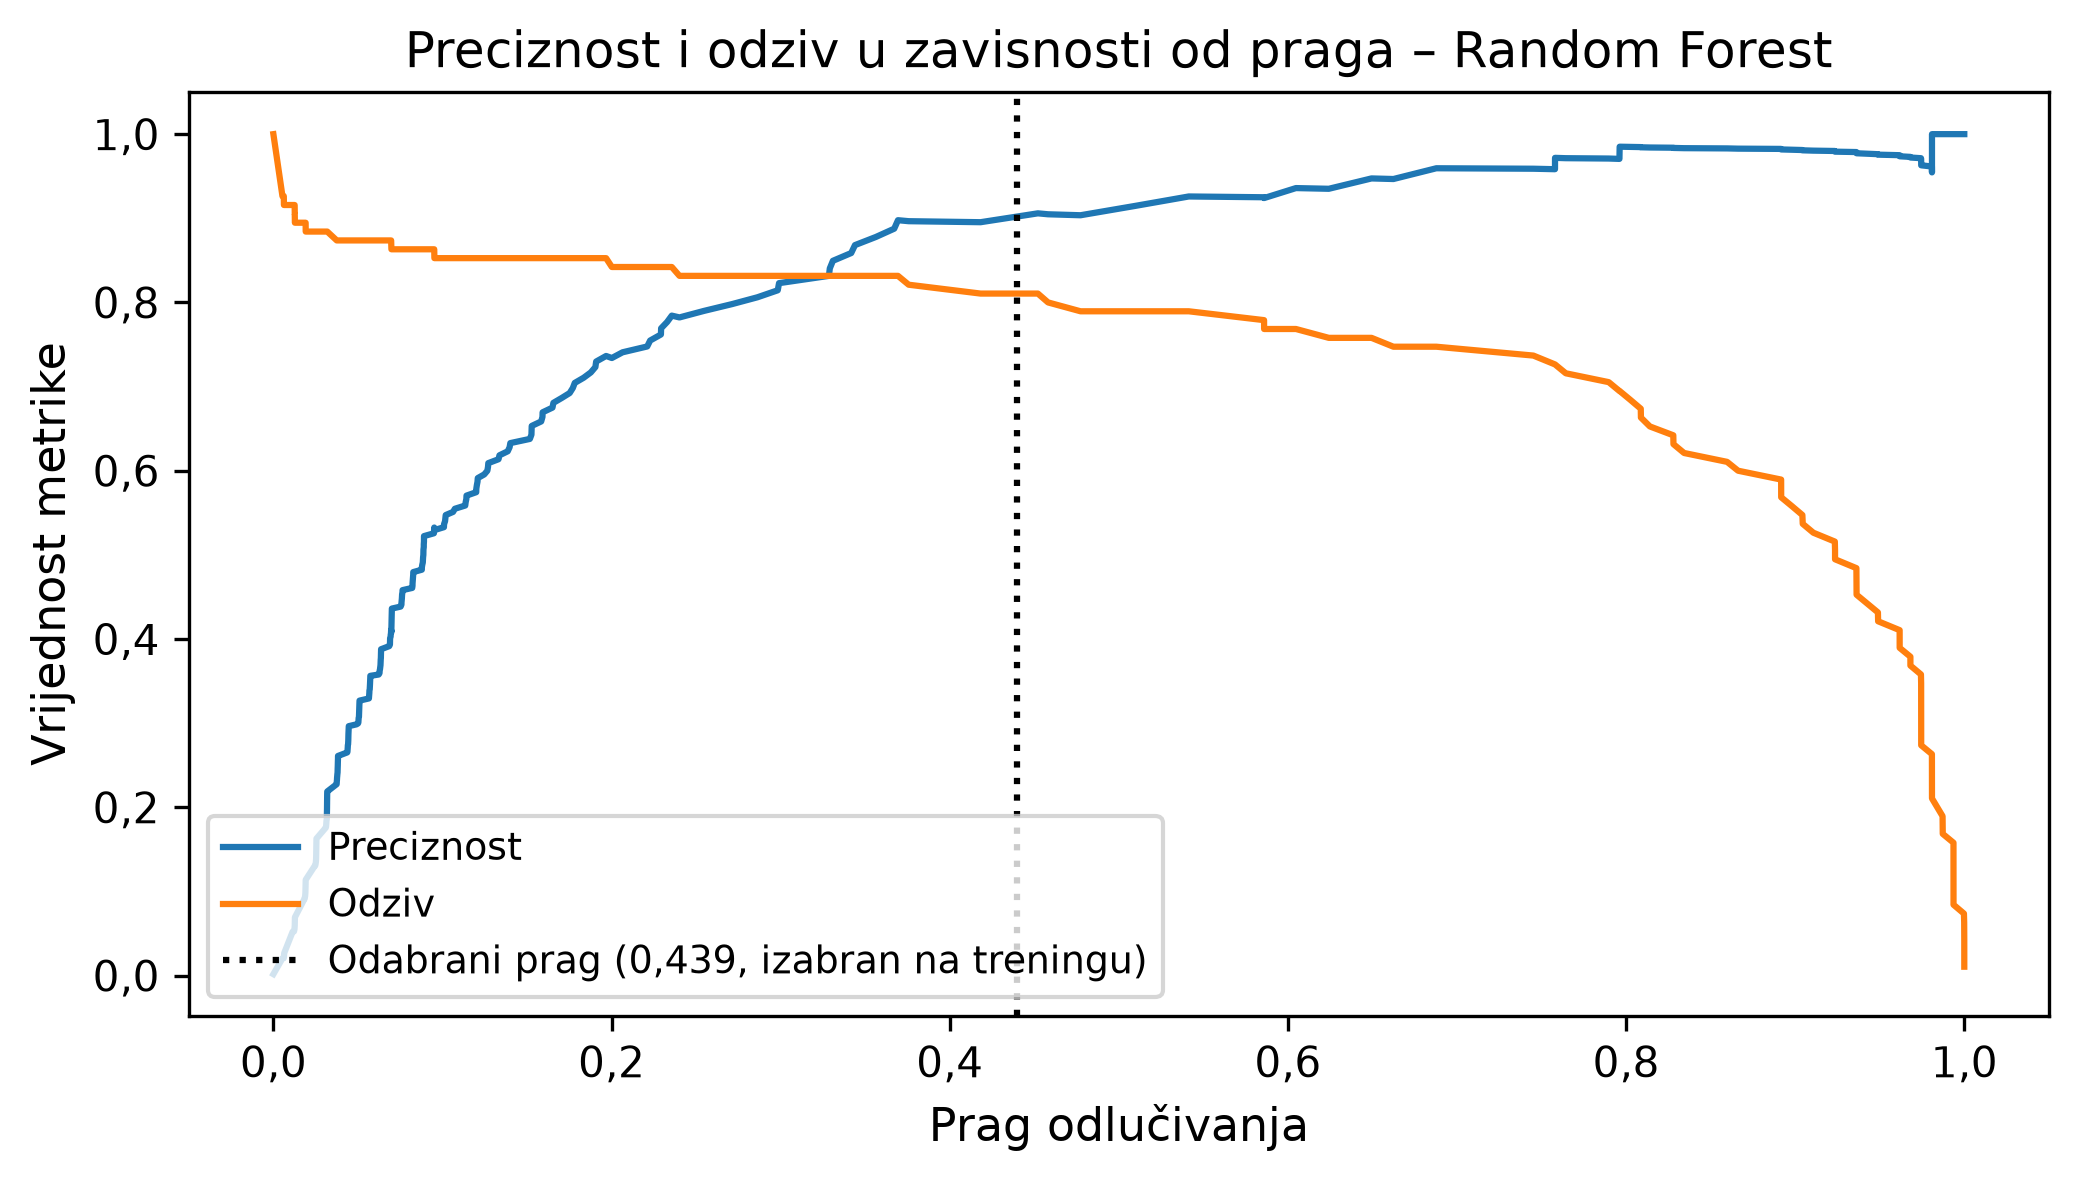 Preciznost i odziv u zavisnosti od praga – Random Forest
Vrijednost metrike
1,0
0,8
0,6
0,4
0,2
0,0
Preciznost
Odziv
Odabrani prag (0,439, izabran na treningu)
0,0 0,2 0,4 0,6 0,8 1,0
Prag odlučivanja